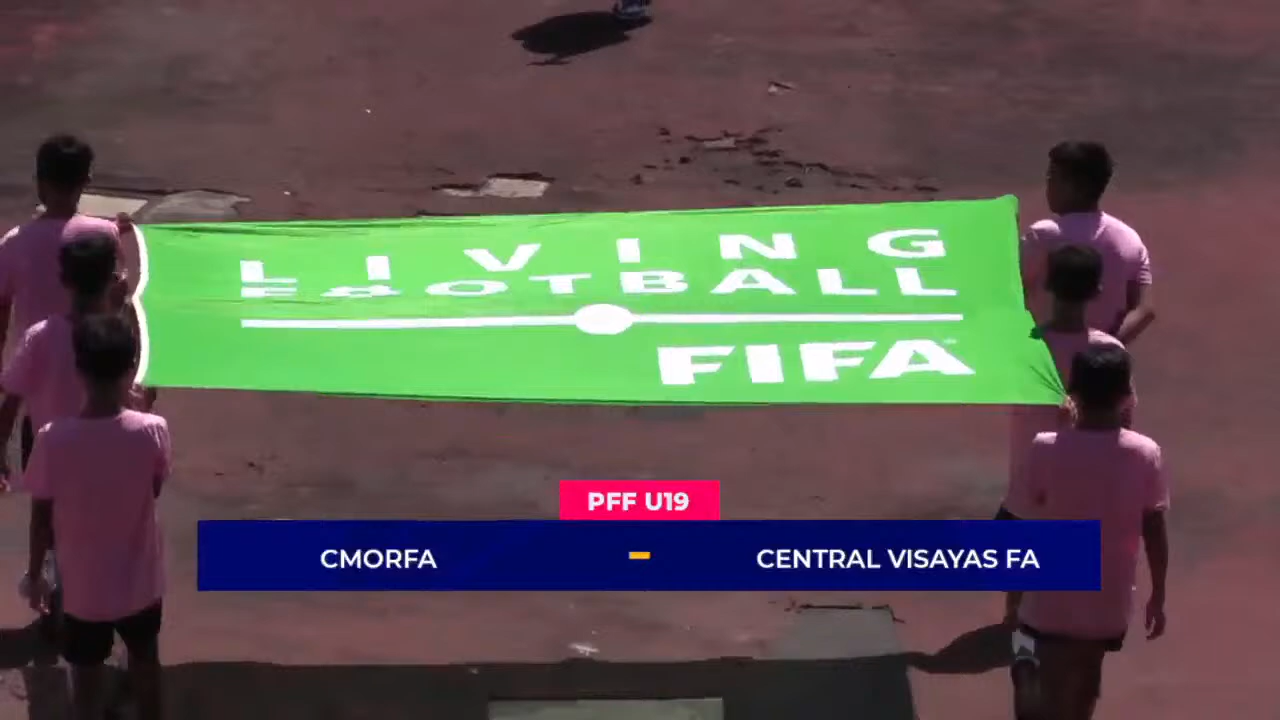 LIVING
FOOTBALL
FIFA
PFF U19
CMORFA - CENTRAL VISAYAS FA